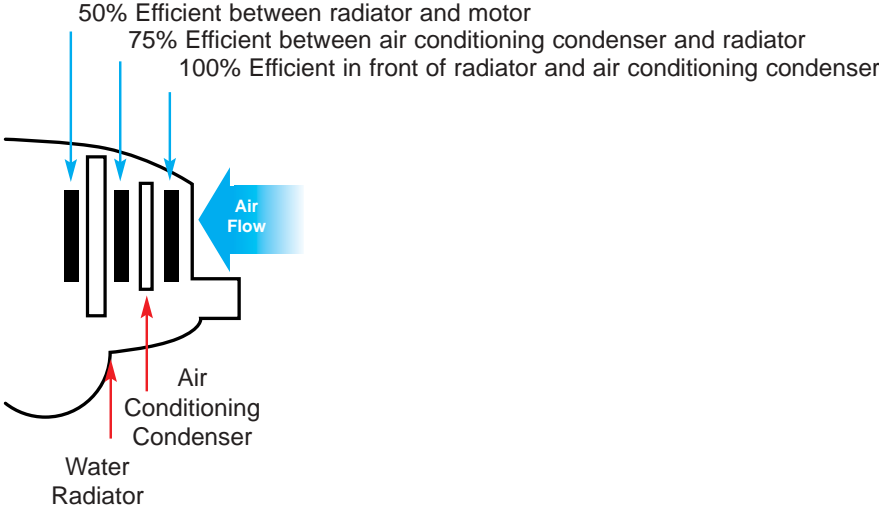 50% Efficient between radiator and motor
75% Efficient between air conditioning condenser and radiator
100% Efficient in front of radiator and air conditioning condenser
Air
Flow
Air
Conditioning
Condenser
Water
Radiator